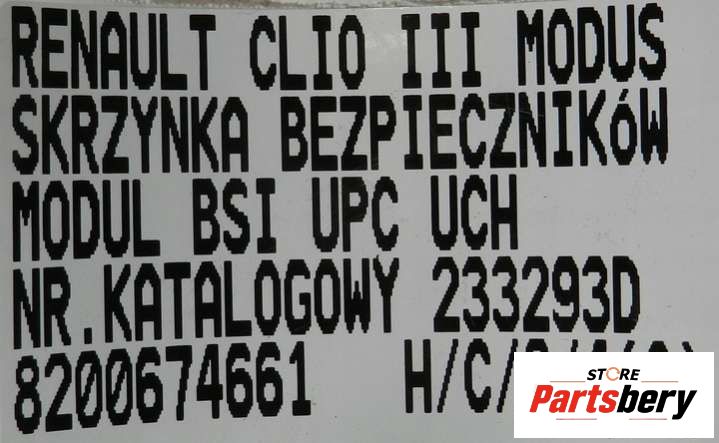 RENAULT CLIO III MODUS
SKRZYNKA BEZPIECZNIKóW
MODUL BSI UPC UCH
NR.KATALOGOWY 233293D
8200674661 H/C/
STORE
Partsbery